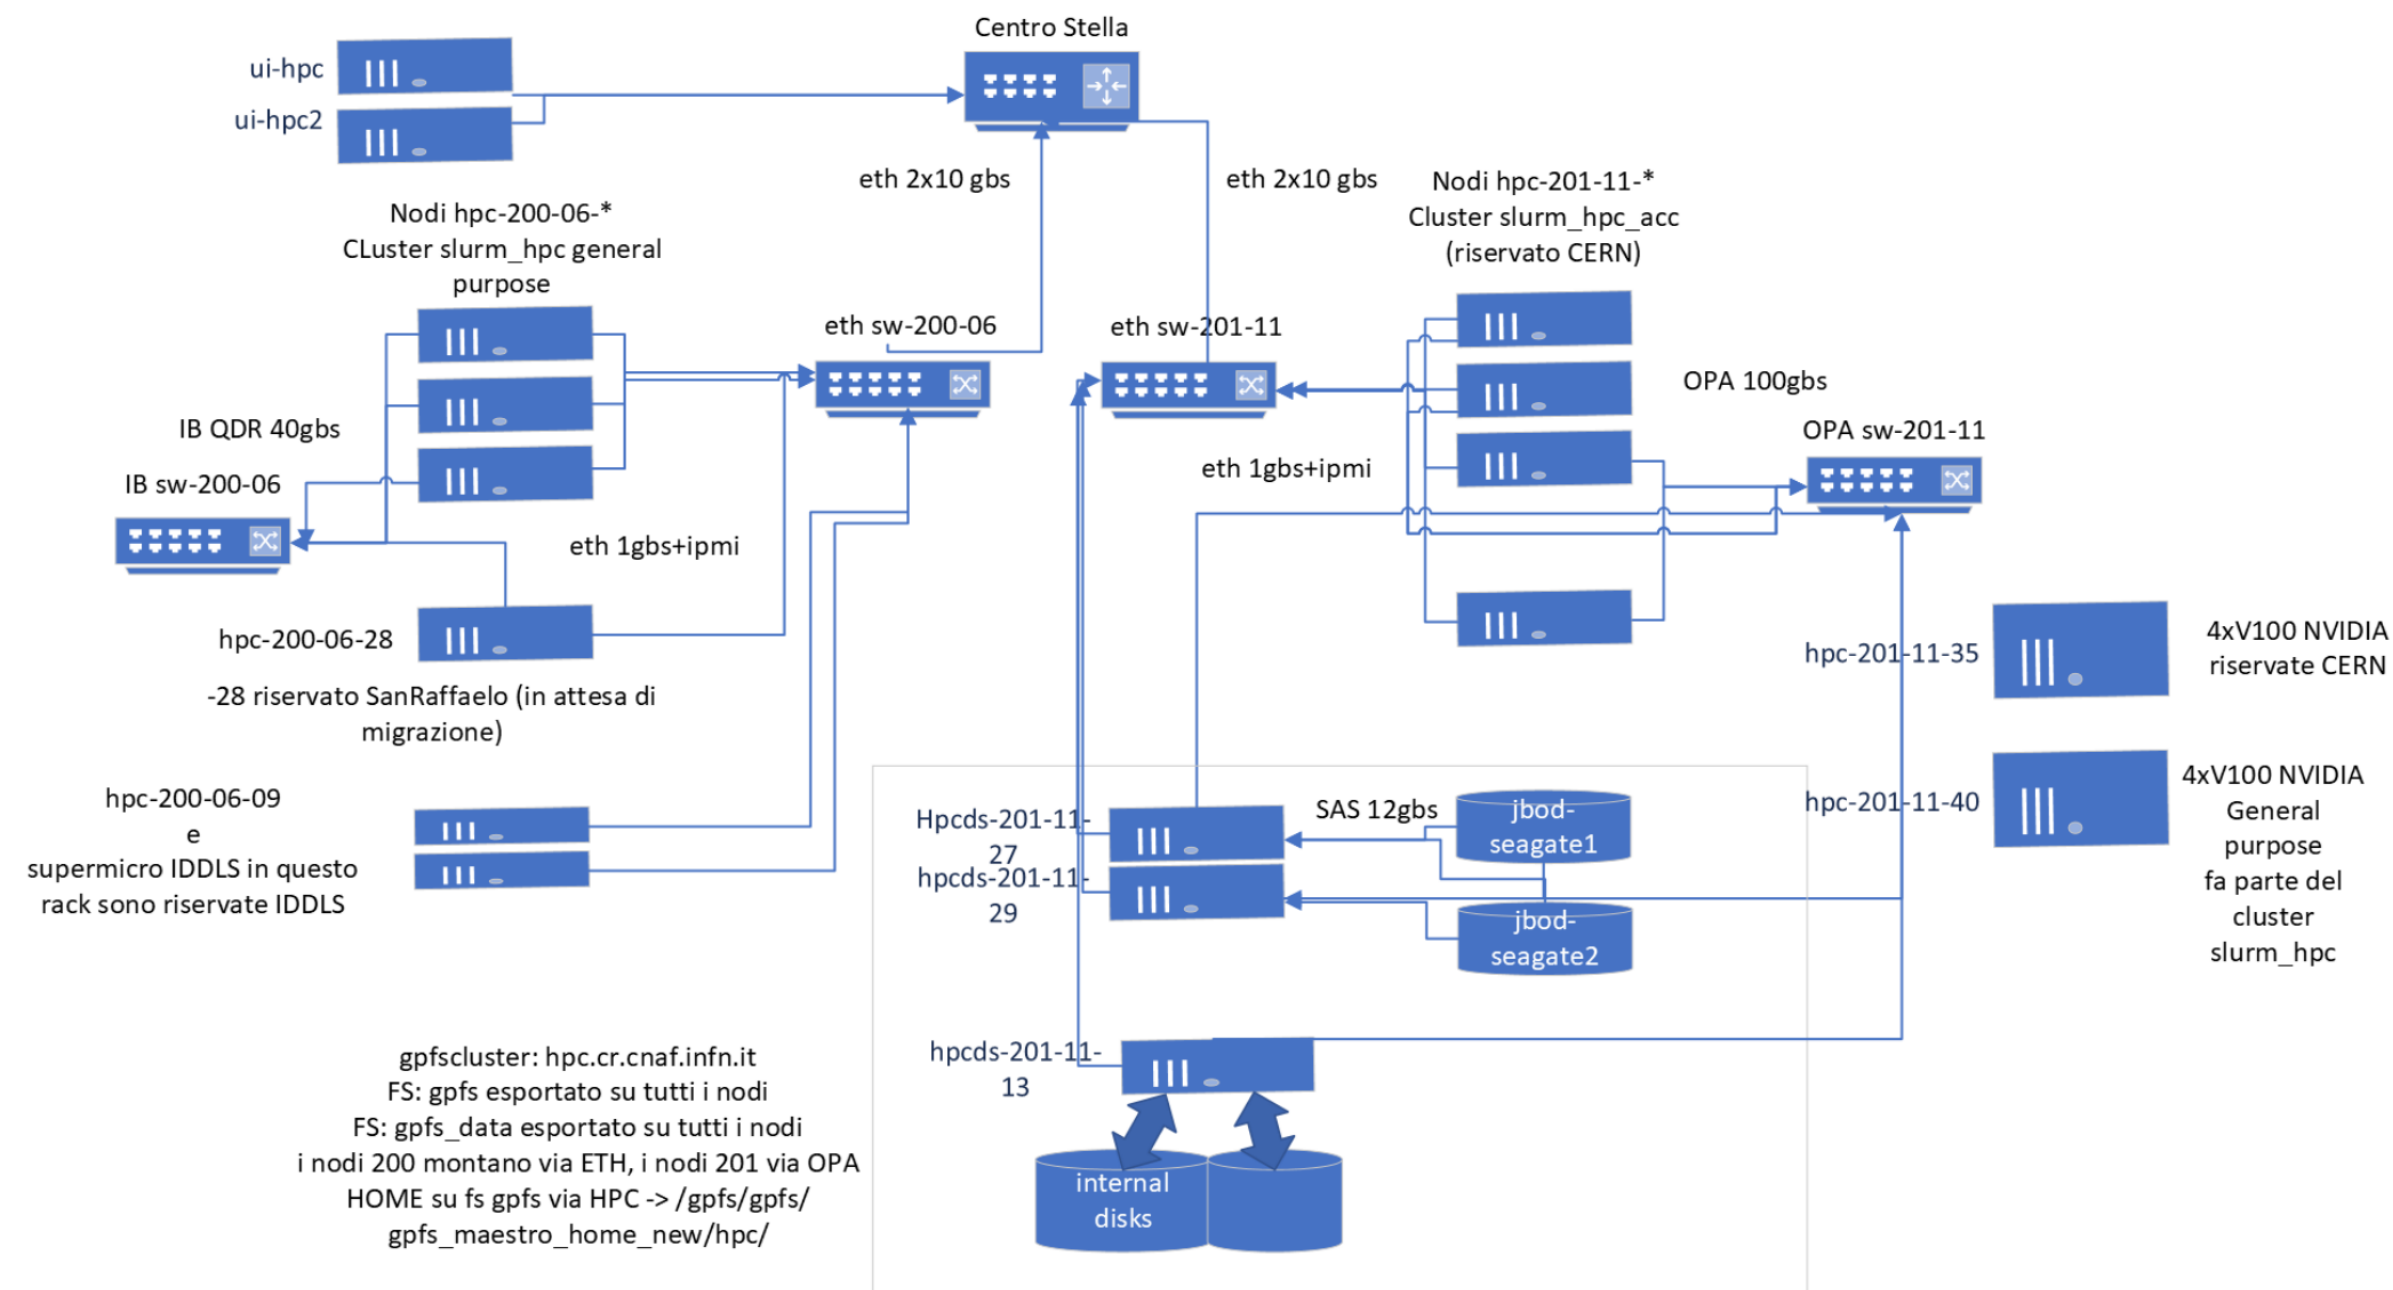 Centro Stella
ui-hpc
ui-hpc2
eth 2x10 gbs
eth 2x10 gbs
Nodi hpc-201-11-*
Cluster slurm_hpc_acc
(riservato CERN)
Nodi hpc-200-06-*
CLuster slurm_hpc general
purpose
eth sw-200-06
eth sw-201-11
OPA 100gbs
IB QDR 40gbs
OPA sw-201-11
eth 1gbs+ipmi
IB sw-200-06
eth 1gbs+ipmi
hpc-200-06-28
hpc-201-11-35
4xV100 NVIDIA
riservate CERN
-28 riservato SanRaffaelo (in attesa di
migrazione)
hpc-200-06-09
e
supermicro IDDLS in questo
rack sono riservate IDDLS
Hpcds-201-11-
27
hpcds-201-11-
29
SAS 12gbs
jbod-
seagate1
jbod-
seagate2
hpc-201-11-40
4xV100 NVIDIA
General
purpose
fa parte del
cluster
slurm_hpc
hpcds-201-11-
13
internal
disks
gpfscluster: hpc.cr.cnaf.infn.it
FS: gpfs esportato su tutti i nodi
FS: gpfs_data esportato su tutti i nodi
i nodi 200 montano via ETH, i nodi 201 via OPA
HOME su fs gpfs via HPC -> /gpfs/gpfs/
gpfs_maestro_home_new/hpc/